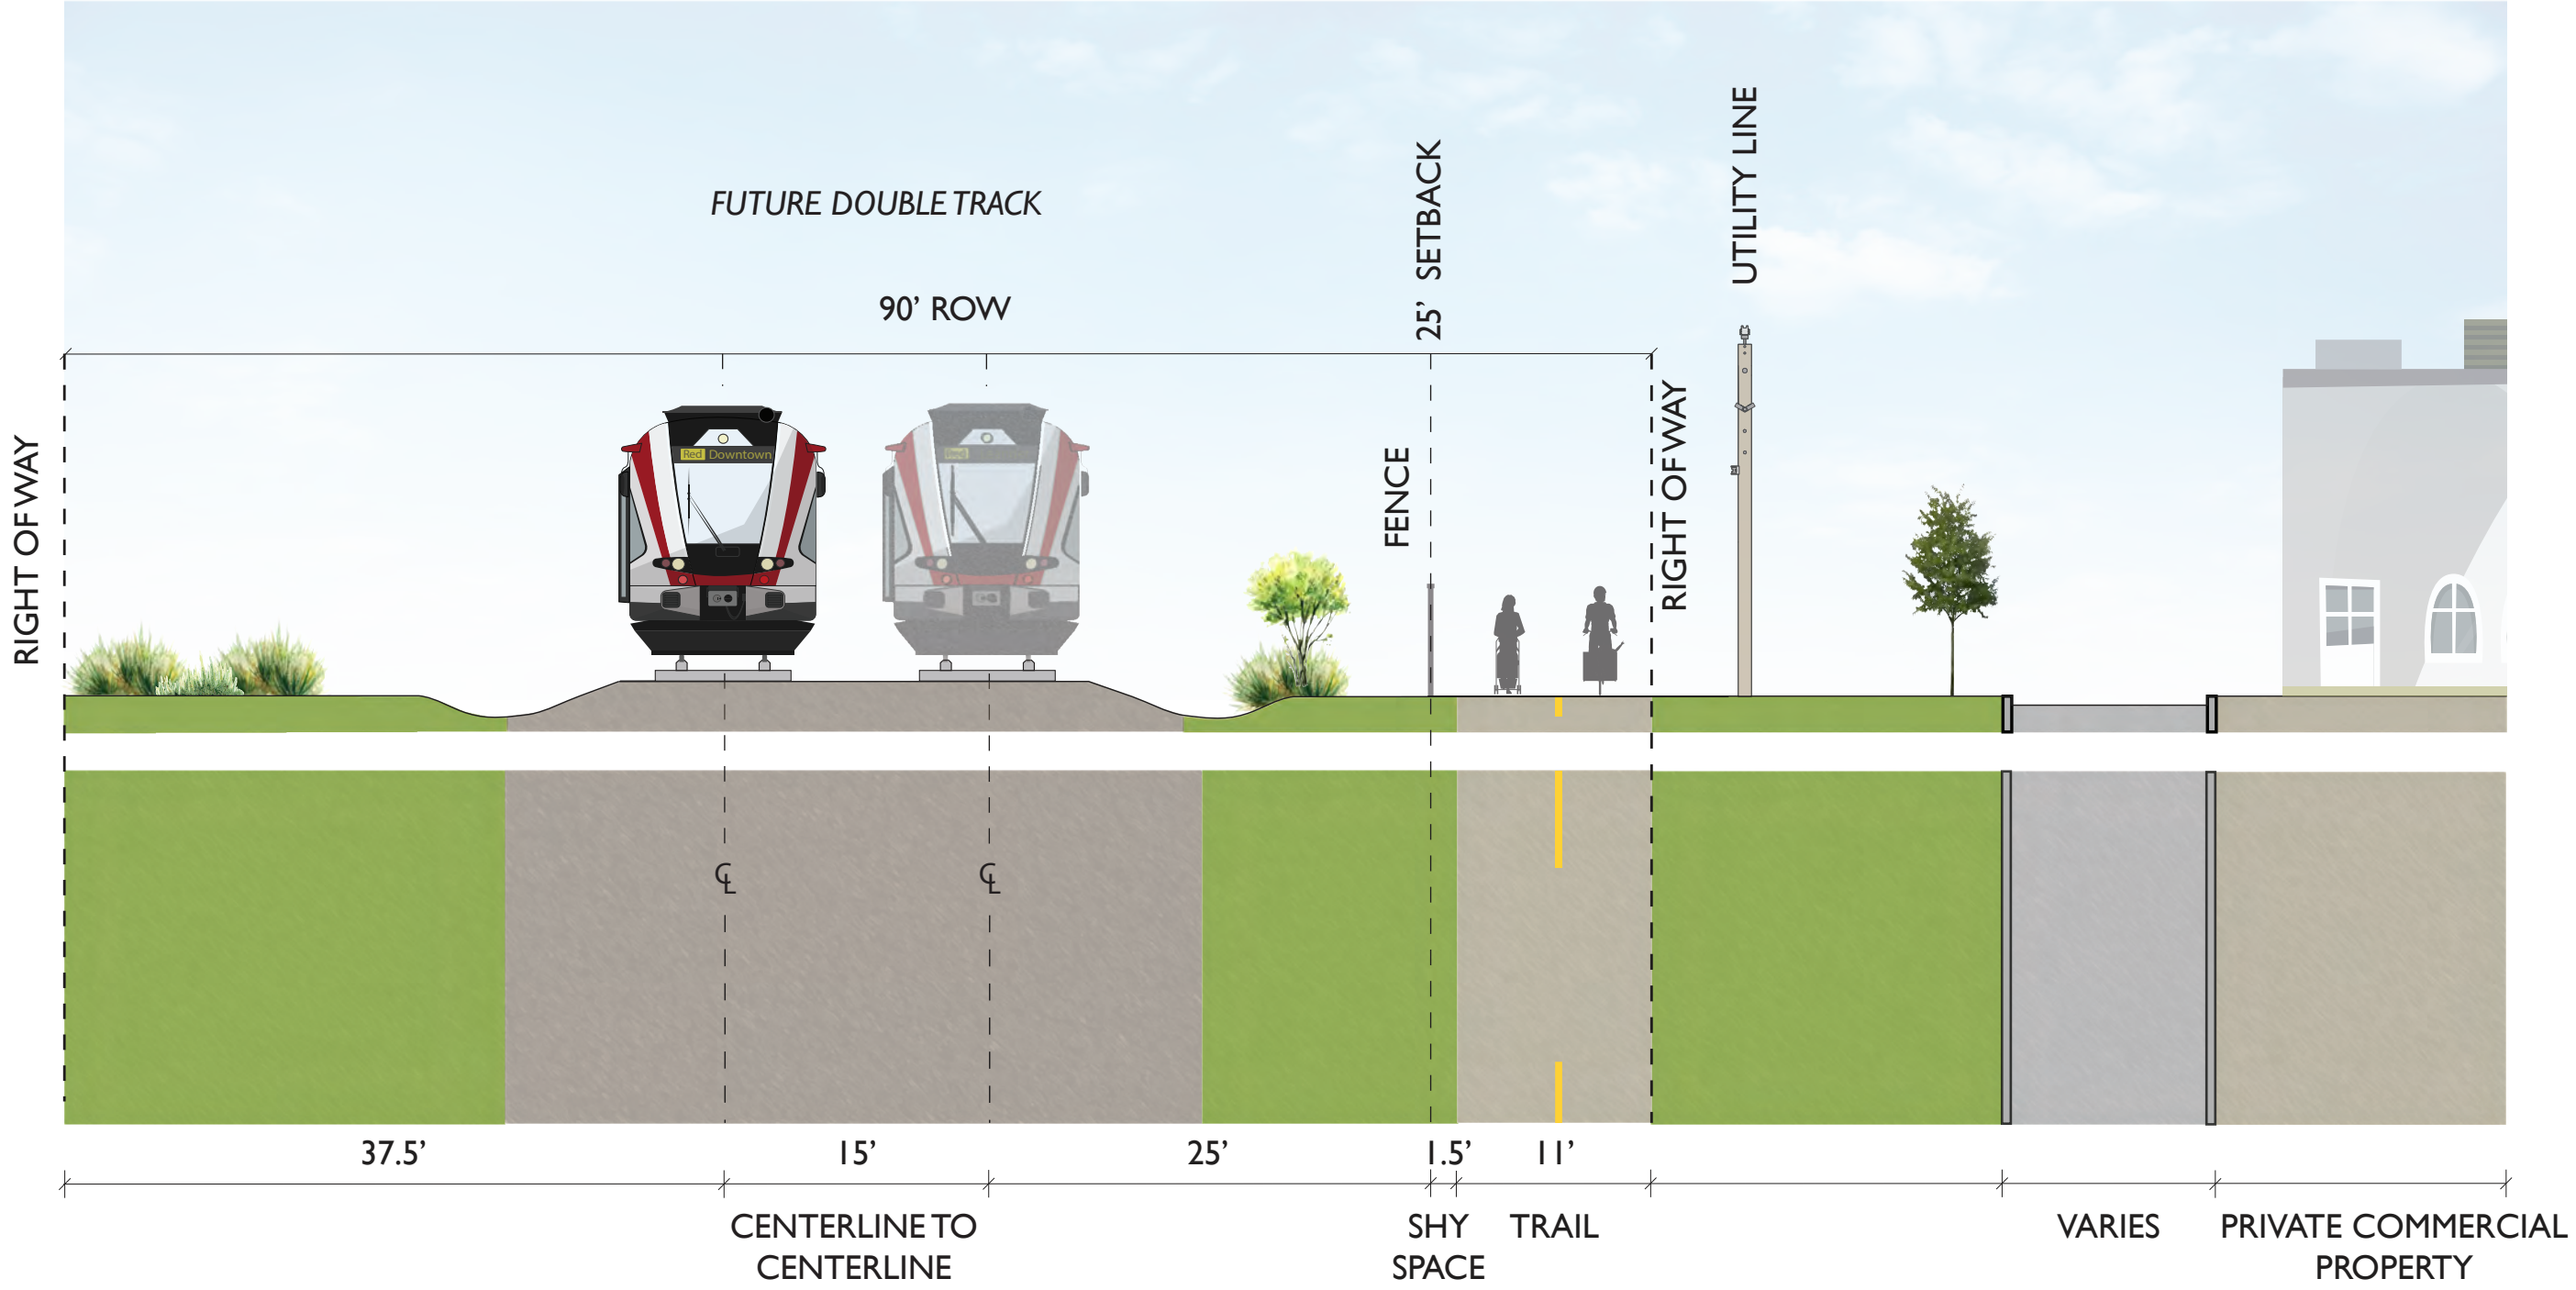 FUTURE DOUBLE TRACK
90’ ROW
25’ SETBACK
UTILITY LINE
RIGHT OF WAY
Red Downtown
Red
FENCE
RIGHT OF WAY
℄
℄
37.5’
15’
25’
1.5’
11’
CENTERLINE TO
CENTERLINE
SHY
SPACE
TRAIL
VARIES
PRIVATE COMMERCIAL
PROPERTY